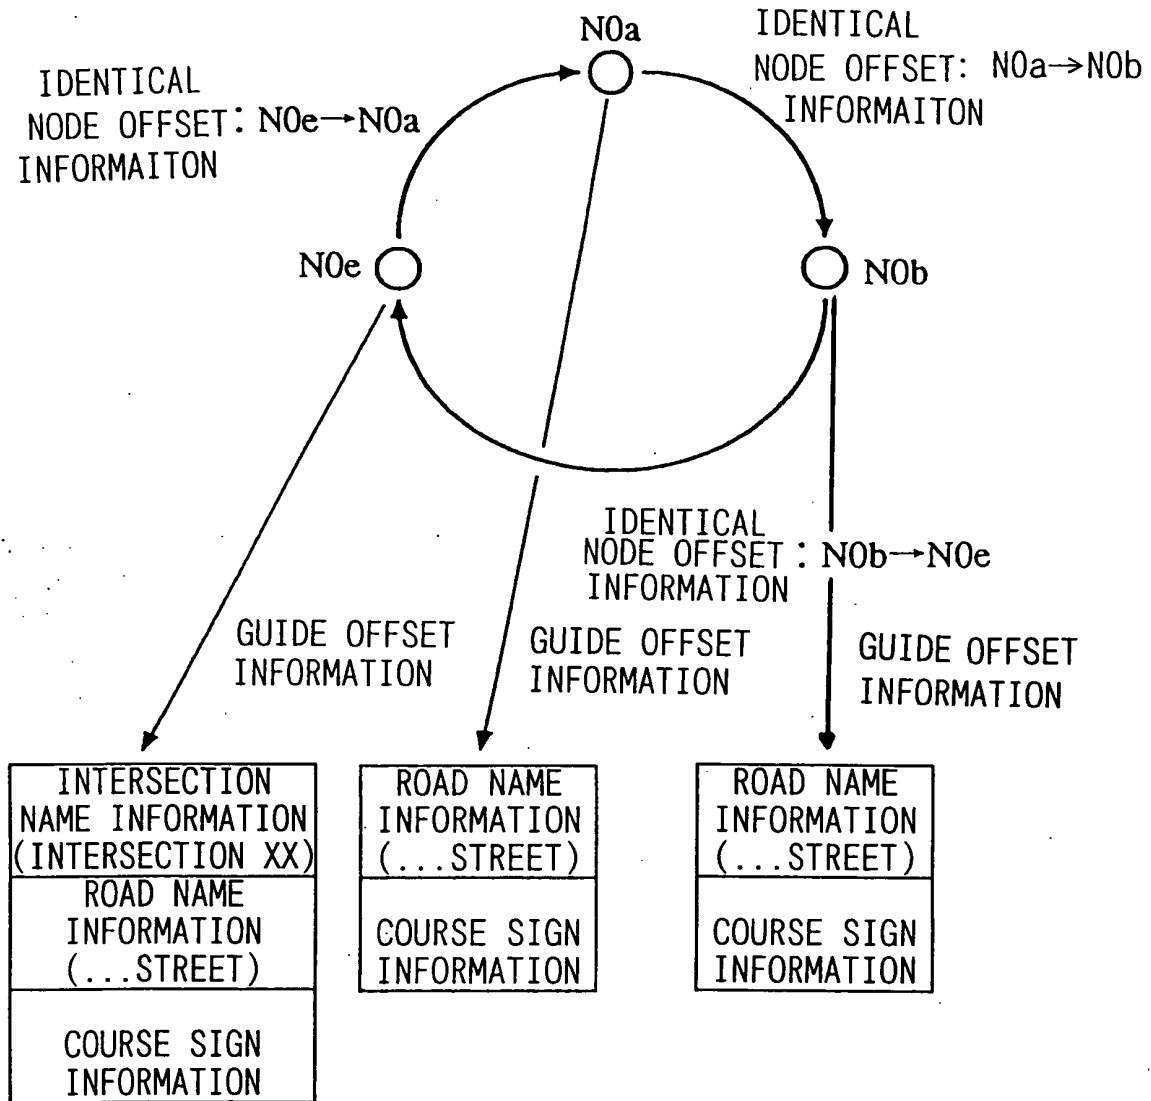 N0a
IDENTICAL
NODE OFFSET: N0a→N0b
INFORMAITON
IDENTICAL
NODE OFFSET: N0e→N0a
INFORMAITON
N0e
N0b
IDENTICAL
NODE OFFSET: N0b→N0e
INFORMATION
GUIDE OFFSET
INFORMATION
GUIDE OFFSET
INFORMATION
GUIDE OFFSET
INFORMATION
INTERSECTION
NAME INFORMATION
(INTERSECTION XX)
ROAD NAME
INFORMATION
(...STREET)
COURSE SIGN
INFORMATION
ROAD NAME
INFORMATION
(...STREET)
COURSE SIGN
INFORMATION
ROAD NAME
INFORMATION
(...STREET)
COURSE SIGN
INFORMATION